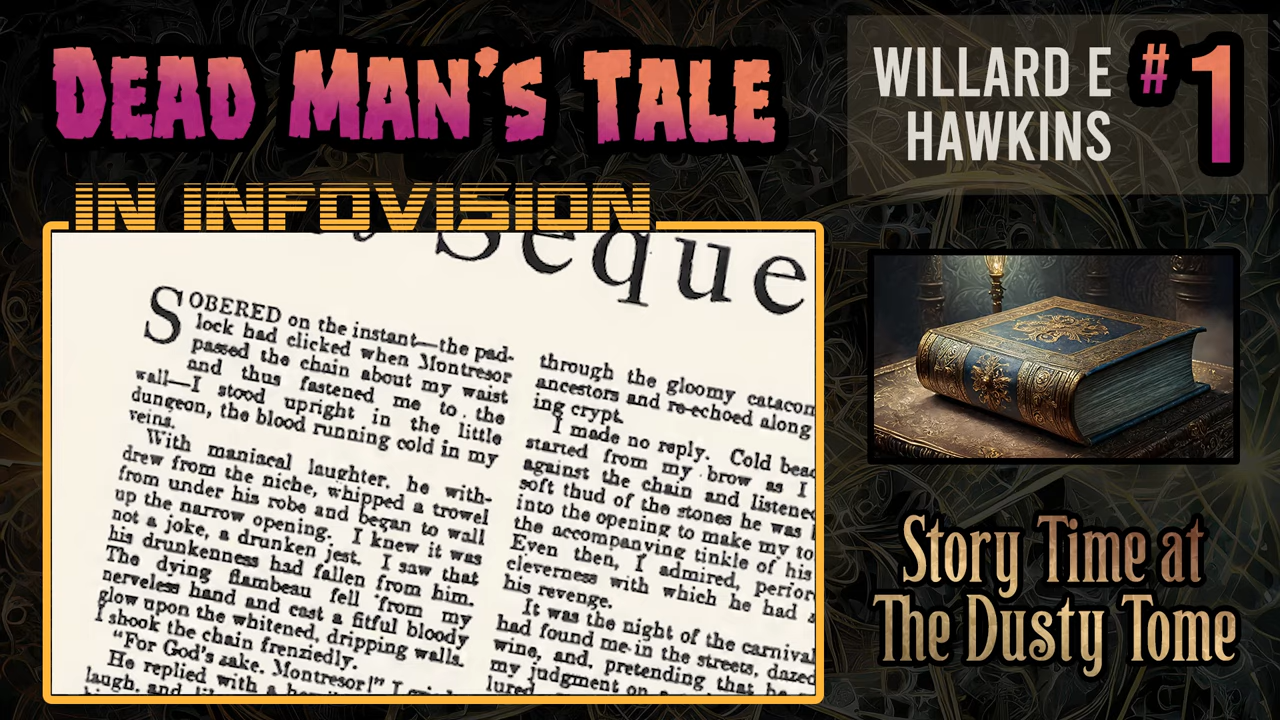 DEAD MAN'S TALE
WILLARD E
HAWKINS
#1
IN INFOVISION
Seque
SOBERED on the instant—the pad-
lock had clicked when Montresor
passed the chain about my waist
and thus fastened me to the
wall—I stood upright in the little
dungeon, the blood running cold in my
veins.
With maniacal laughter, he with-
drew from the niche, whipped a trowel
from under his robe and began to wall
up the narrow opening. I knew it was
not a joke, a drunken jest. I saw that
his drunkenness had fallen from him.
The dying flambeau fell from my
nerveless hand and cast a fitful bloody
glow upon the whitened, dripping walls.
I shook the chain frenziedly.
"For God's sake, Montresor!" I
He replied with a
laugh, and
through the gloomy catacom
ancestors and re-echoed along
ing crypt.
I made no reply. Cold bead
started from my brow as I
against the chain and listened
soft thud of the stones he was
into the opening to make my to
the accompanying tinkle of his
Even then, I admired, perfor
cleverness with which he had
his revenge.
It was the night of the carnival
had found me in the streets, dazed
wine, and, pretending that he
my judgment on
lured
Story Time at
The Dusty Tome